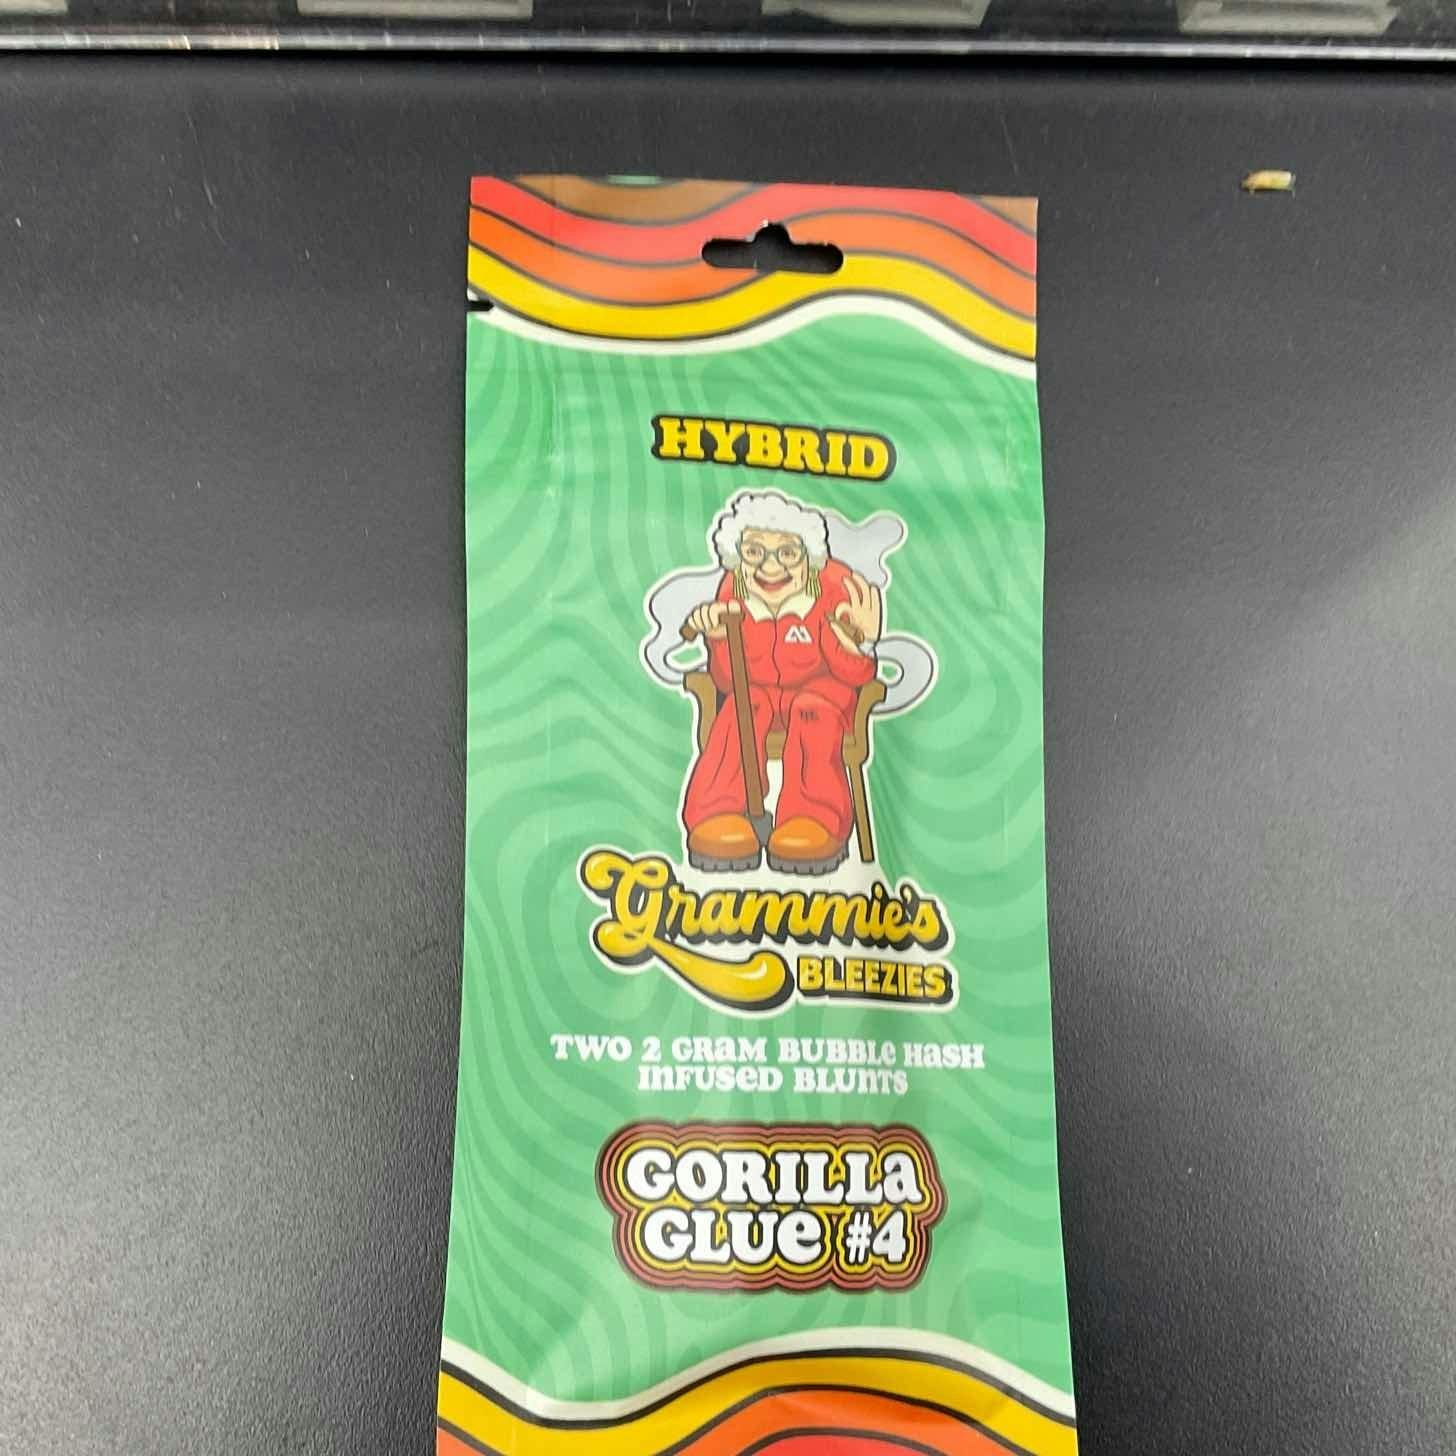 HYBRID
Grammie's
BLEEZIES
TWO 2 GRAM BUBBLE HASH
INFUSED BLUNTS
GORILLA
GLUE #4